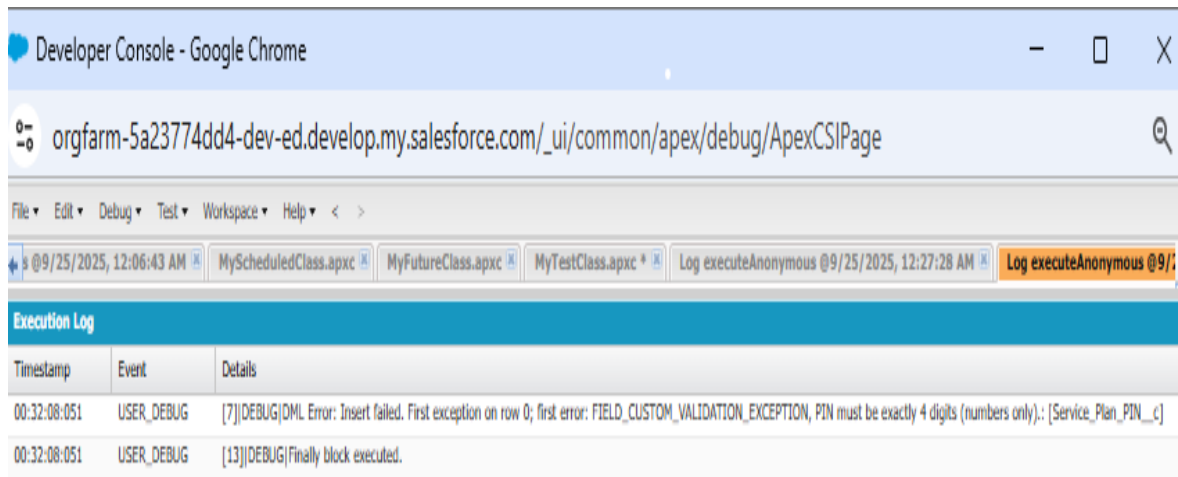 Developer Console - Google Chrome
orgfarm-5a23774dd4-dev-ed.develop.my.salesforce.com/_ui/common/apex/debug/ApexCSIPage
File Edit Debug Test Workspace Help < >
s @9/25/2025, 12:06:43 AM MyScheduledClass.apxc MyFutureClass.apxc MyTestClass.apxc * Log executeAnonymous @9/25/2025, 12:27:28 AM Log executeAnonymous @9/2
Execution Log
Timestamp Event Details
00:32:08:051 USER_DEBUG [7]|DEBUG|DML Error: Insert failed. First exception on row 0; first error: FIELD_CUSTOM_VALIDATION_EXCEPTION, PIN must be exactly 4 digits (numbers only).: [Service_Plan_PIN__c]
00:32:08:051 USER_DEBUG [13]|DEBUG|Finally block executed.